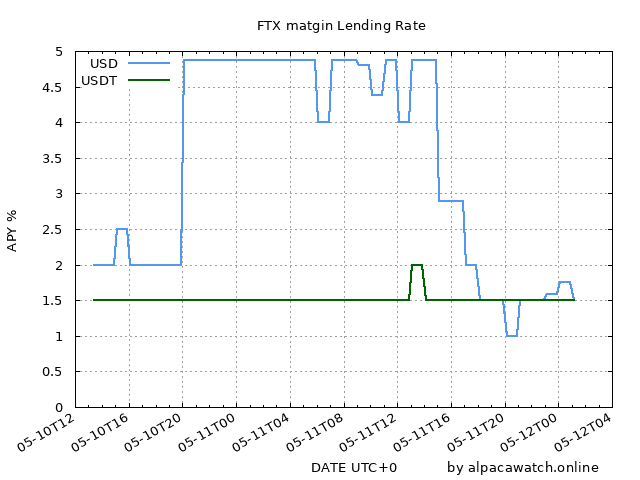 FTX matgin Lending Rate
USD
USDT
5
4.5
4
3.5
3
2.5
2
1.5
1
0.5
0
APY %
05-10T12
05-10T16
05-10T20
05-11T00
05-11T04
05-11T08
05-11T12
05-11T16
05-11T20
05-12T00
05-12T04
DATE UTC+0
by alpacawatch.online